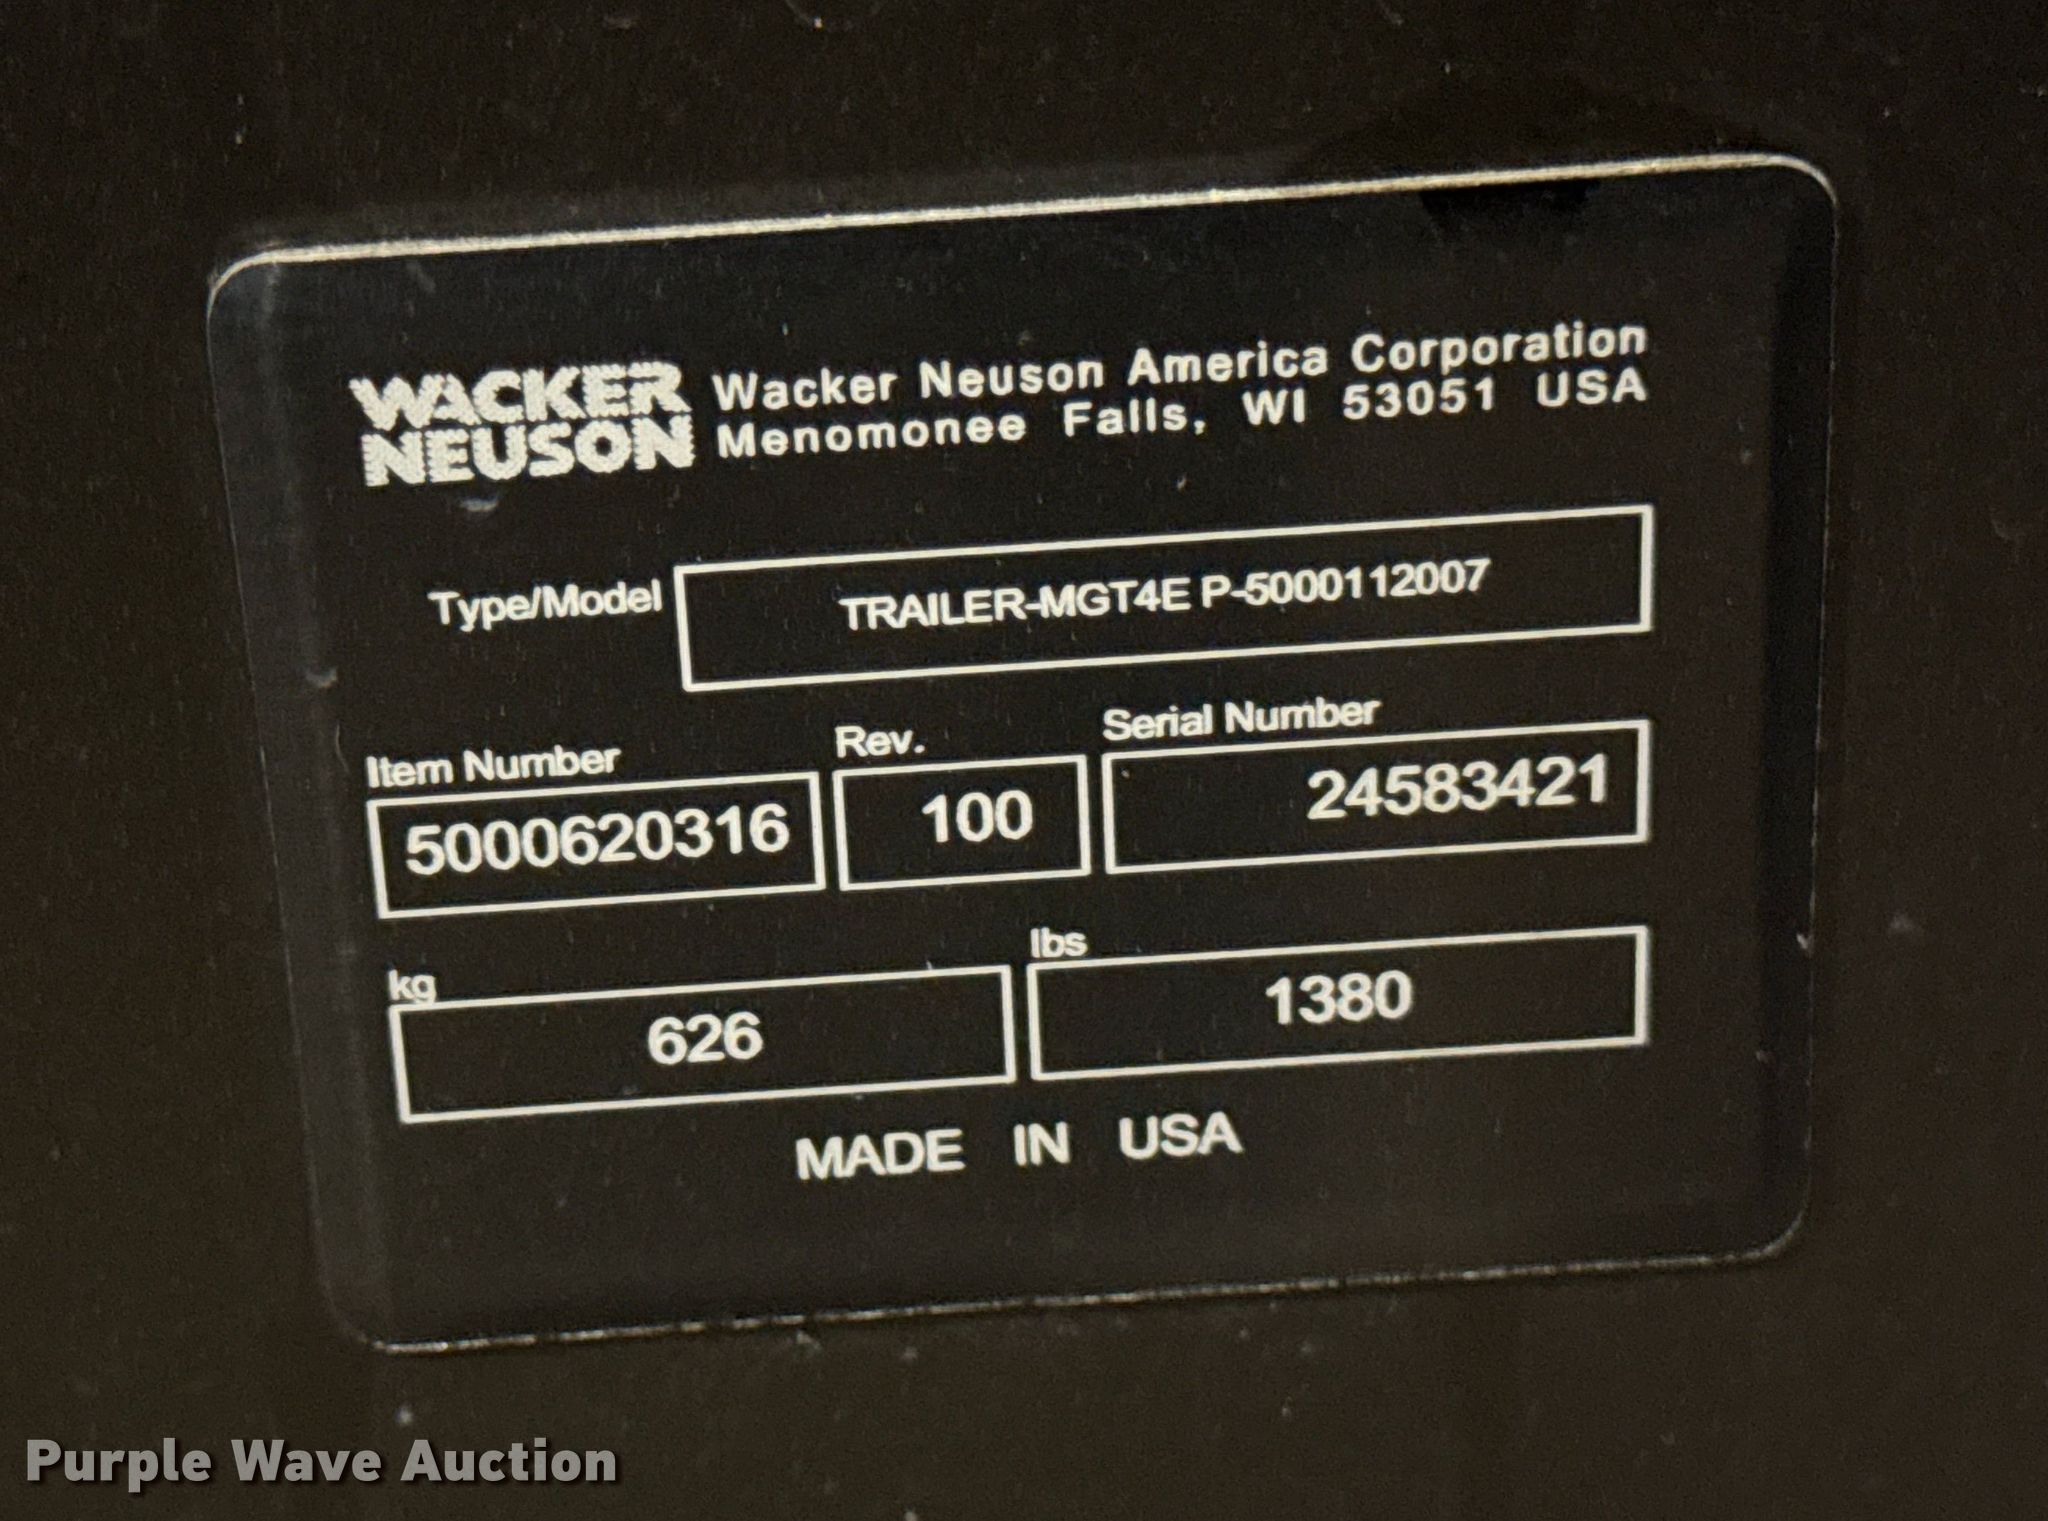 WACKER
NEUSON
Wacker Neuson America Corporation
Menomonee Falls, WI 53051 USA
Type/Model
TRAILER-MGT4E P-5000112007
Item Number
Rev.
Serial Number
5000620316
100
24583421
kg
lbs
626
1380
MADE IN USA
Purple Wave Auction